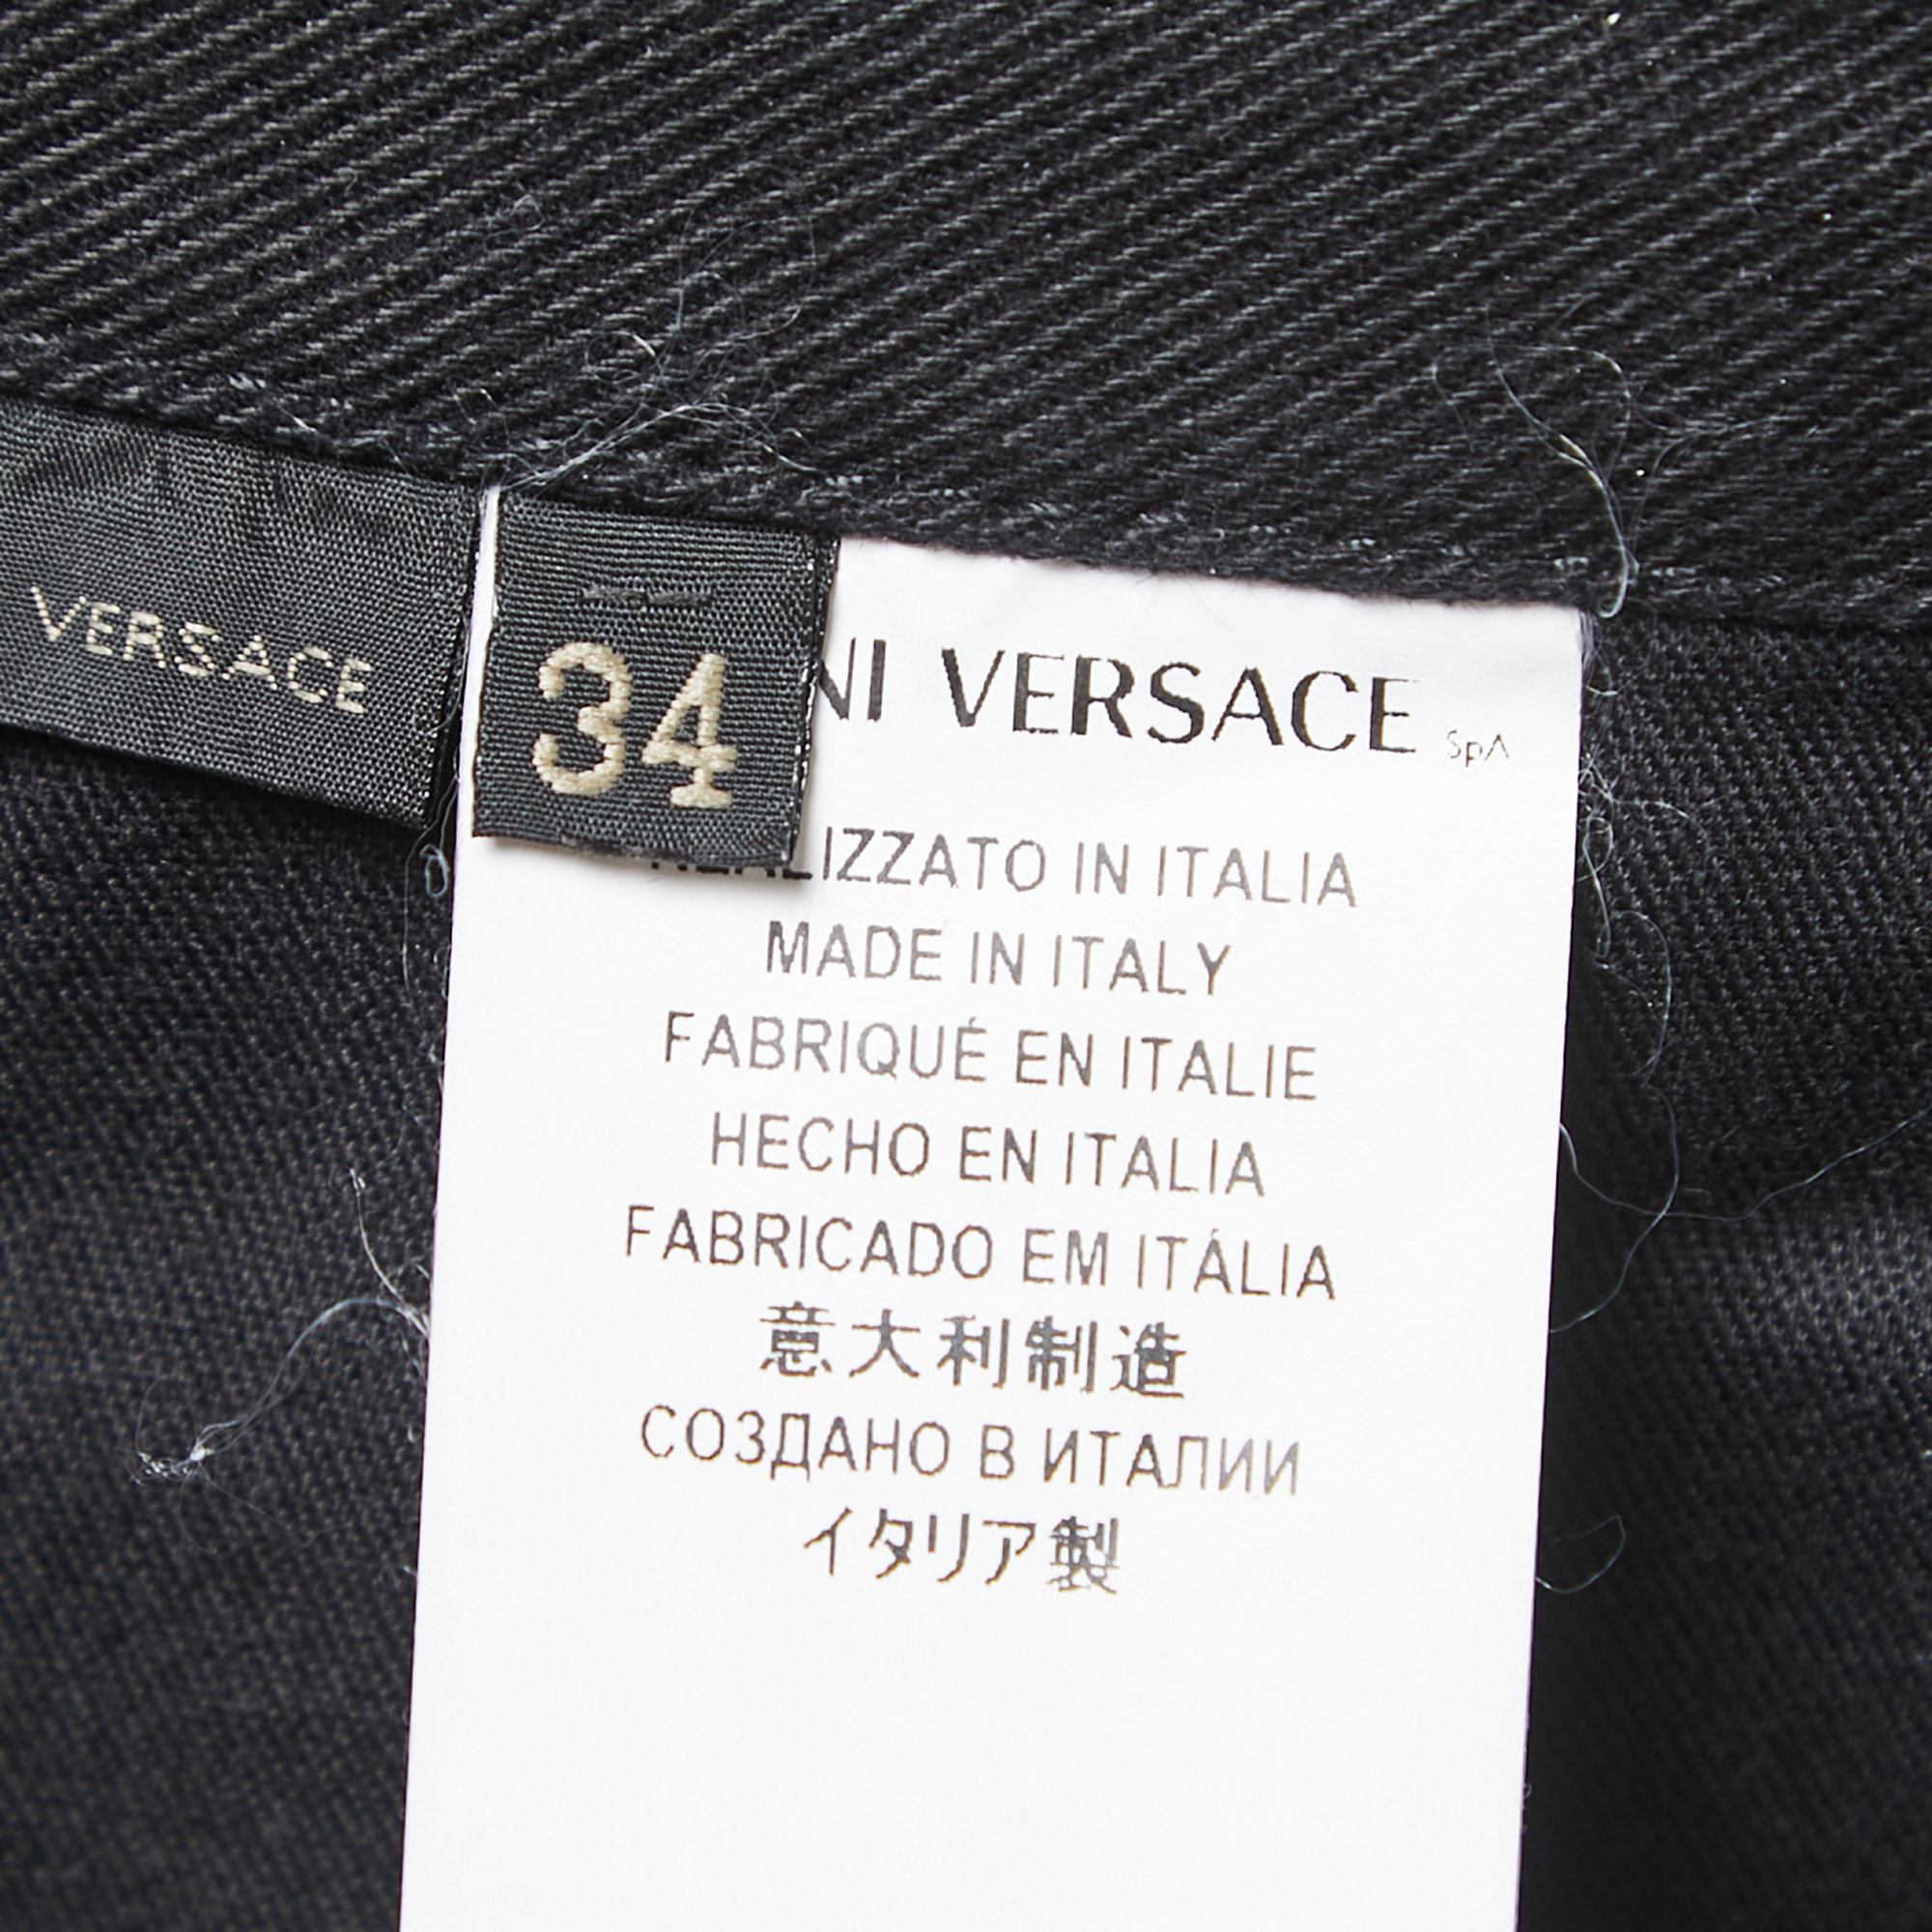 VERSACE
34
NI VERSACE SpA
REALIZZATO IN ITALIA
MADE IN ITALY
FABRIQUÉ EN ITALIE
HECHO EN ITALIA
FABRICADO EM ITÁLIA
意大利制造
СОЗДАНО В ИТАЛИИ
イタリア製